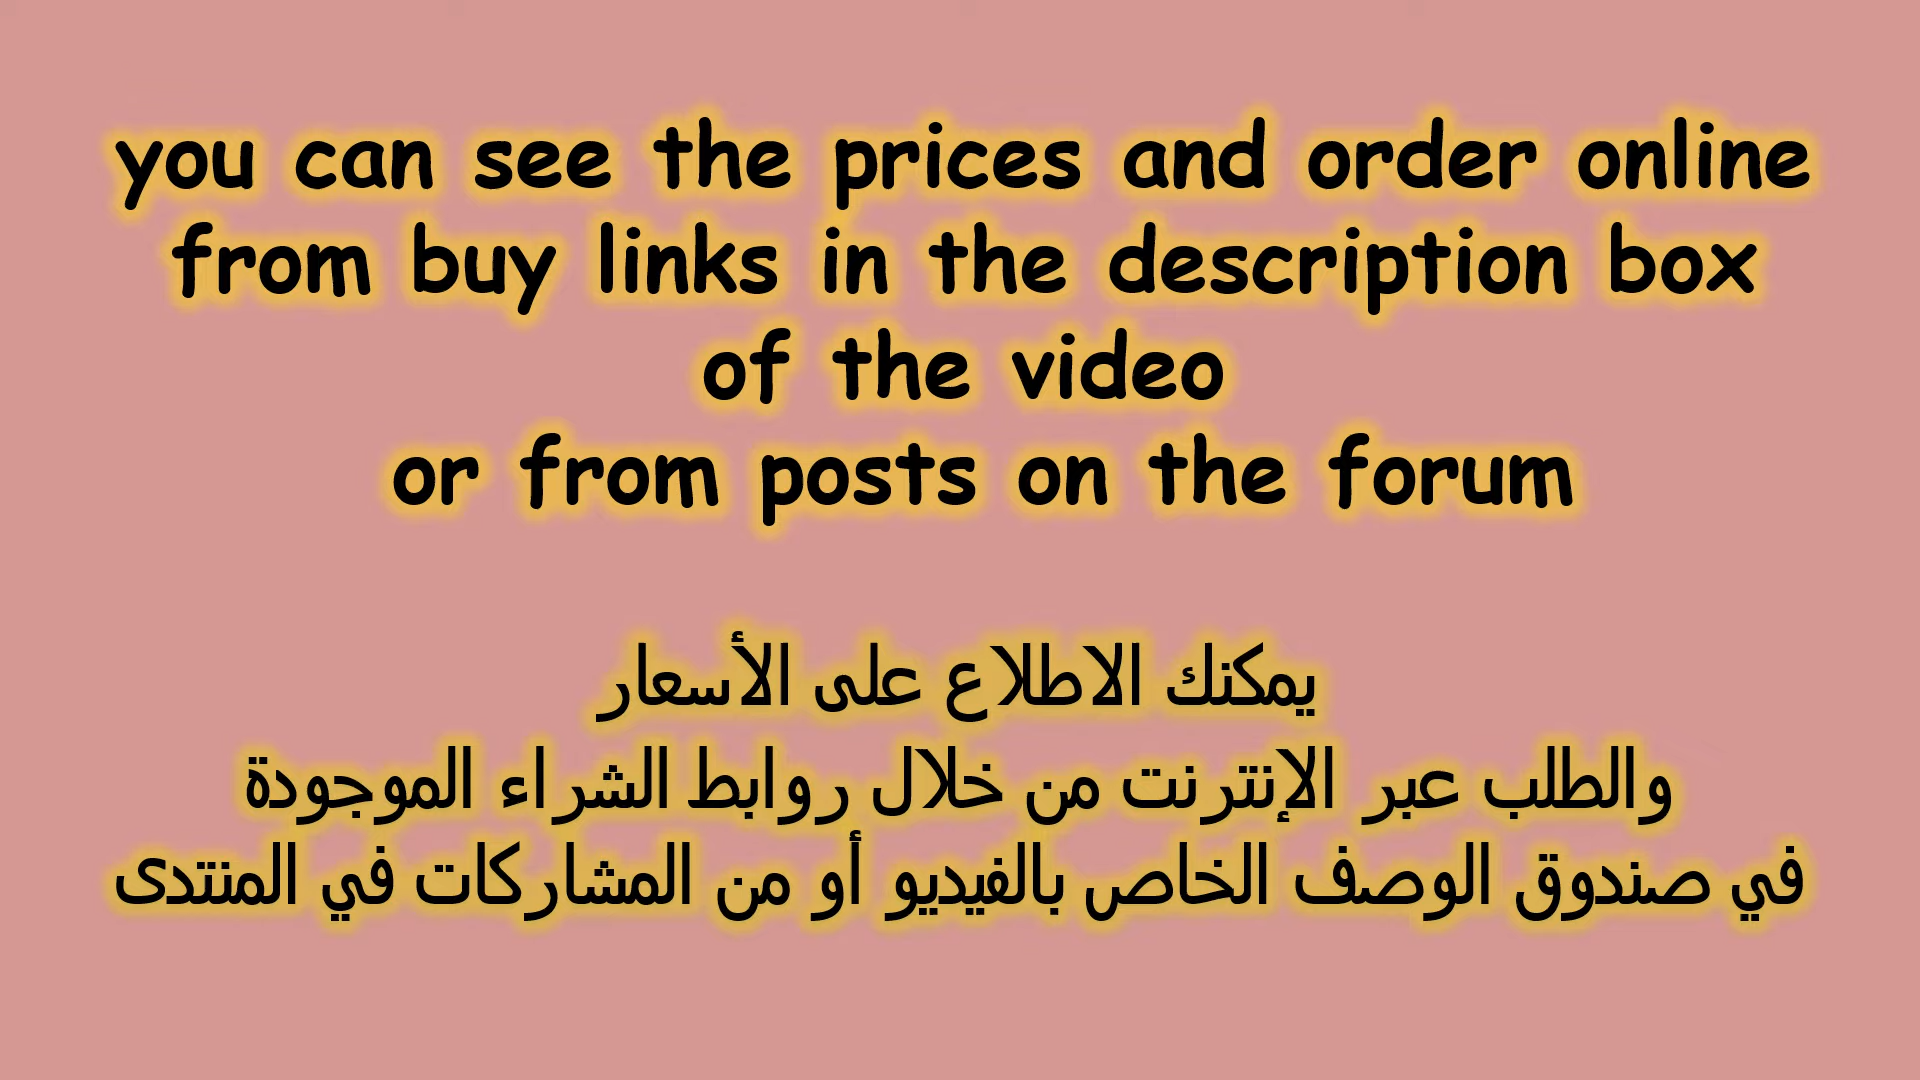 you can see the prices and order online
from buy links in the description box
of the video
or from posts on the forum
يمكنك الاطلاع على الأسعار
والطلب عبر الإنترنت من خلال روابط الشراء الموجودة
في صندوق الوصف الخاص بالفيديو أو من المشاركات في المنتدى